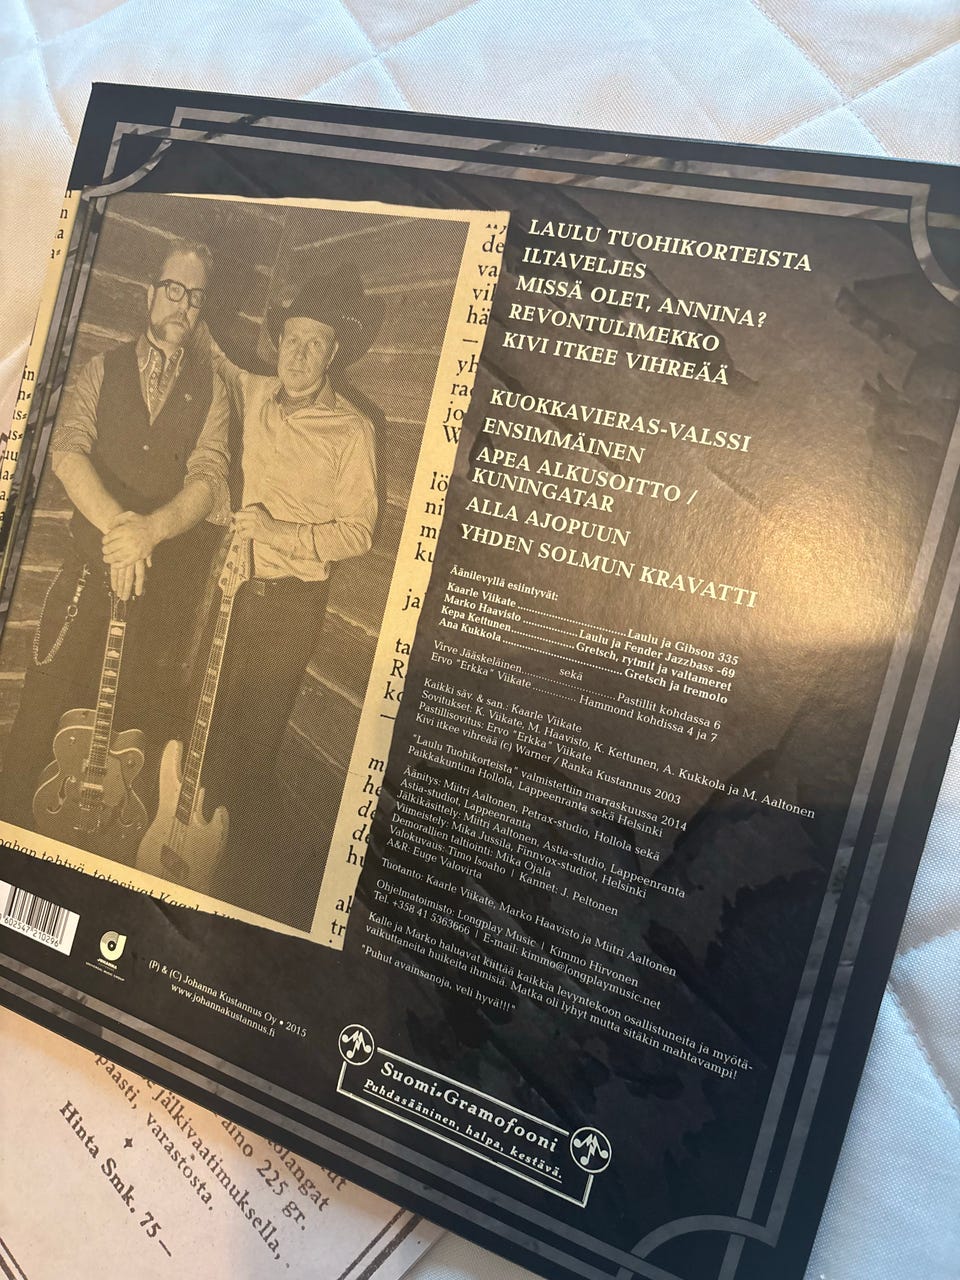 LAULU TUOHIKORTEISTA
ILTAVELJES
MISSÄ OLET, ANNINA?
REVONTULIMEKKO
KIVI ITKEE VIHREÄÄ
KUOKKAVIERAS-VALSSI
ENSIMMÄINEN
APEA ALKUSOITTO /
KUNINGATAR
ALLA AJOPUUN
YHDEN SOLMUN KRAVATTI
Äänilevyllä esiintyvät:
Kaarle Viikate..............................Laulu ja Gibson 335
Marko Haavisto...............Laulu ja Fender Jazzbass -69
Kepa Kettunen..................Gretsch, rytmit ja valtameret
Ana Kukkola.................................Gretsch ja tremolo
sekä
Virve Jääskeläinen.........................Pastillit kohdassa 6
Ervo "Erkka" Viikate............Hammond kohdissa 4 ja 7
Kaikki säv. & san.: Kaarle Viikate
Sovitukset: K. Viikate, M. Haavisto, K. Kettunen, A. Kukkola ja M. Aaltonen
Pastillisovitus: Ervo "Erkka" Viikate
Kivi itkee vihreää (c) Warner / Ranka Kustannus 2003
"Laulu Tuohikorteista" valmistettiin marraskuussa 2014
Paikkakuntina Hollola, Lappeenranta sekä Helsinki
Äänitys: Miitri Aaltonen, Petrax-studio, Hollola sekä
Astia-studiot, Lappeenranta
Jälkikäsittely: Miitri Aaltonen, Astia-studio, Lappeenranta
Viimeistely: Mika Jussila, Finnvox-studiot, Helsinki
Demorallien taltiointi: Mika Ojala
Valokuvaus: Timo Isoaho | Kannet: J. Peltonen
A&R: Euge Valovirta
Tuotanto: Kaarle Viikate, Marko Haavisto ja Miitri Aaltonen
Ohjelmatoimisto: Longplay Music | Kimmo Hirvonen
Tel. +358 41 5363666 | E-mail: kimmo@longplaymusic.net
Kalle ja Marko haluavat kiittää kaikkia levyntekoon osallistuneita ja myötä-
vaikuttaneita huikeita ihmisiä. Matka oli lyhyt mutta sitäkin mahtavampi!
"Puhut avainsanoja, veli hyvä!!!"
602547 210296
JOHANNA
(P) & (C) Johanna Kustannus Oy • 2015
www.johannakustannus.fi
Suomi-Gramofooni
Puhdasääninen, halpa, kestävä.
jälkivaatimuksella,
paasti, varastosta.
225 gr.
Hinta Smk. 75—